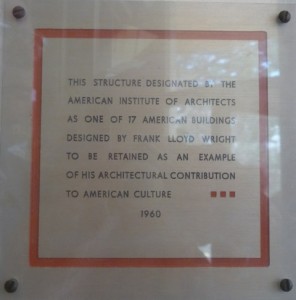 THIS STRUCTURE DESIGNATED BY THE
AMERICAN INSTITUTE OF ARCHITECTS
AS ONE OF 17 AMERICAN BUILDINGS
DESIGNED BY FRANK LLOYD WRIGHT
TO BE RETAINED AS AN EXAMPLE
OF HIS ARCHITECTURAL CONTRIBUTION
TO AMERICAN CULTURE
1960